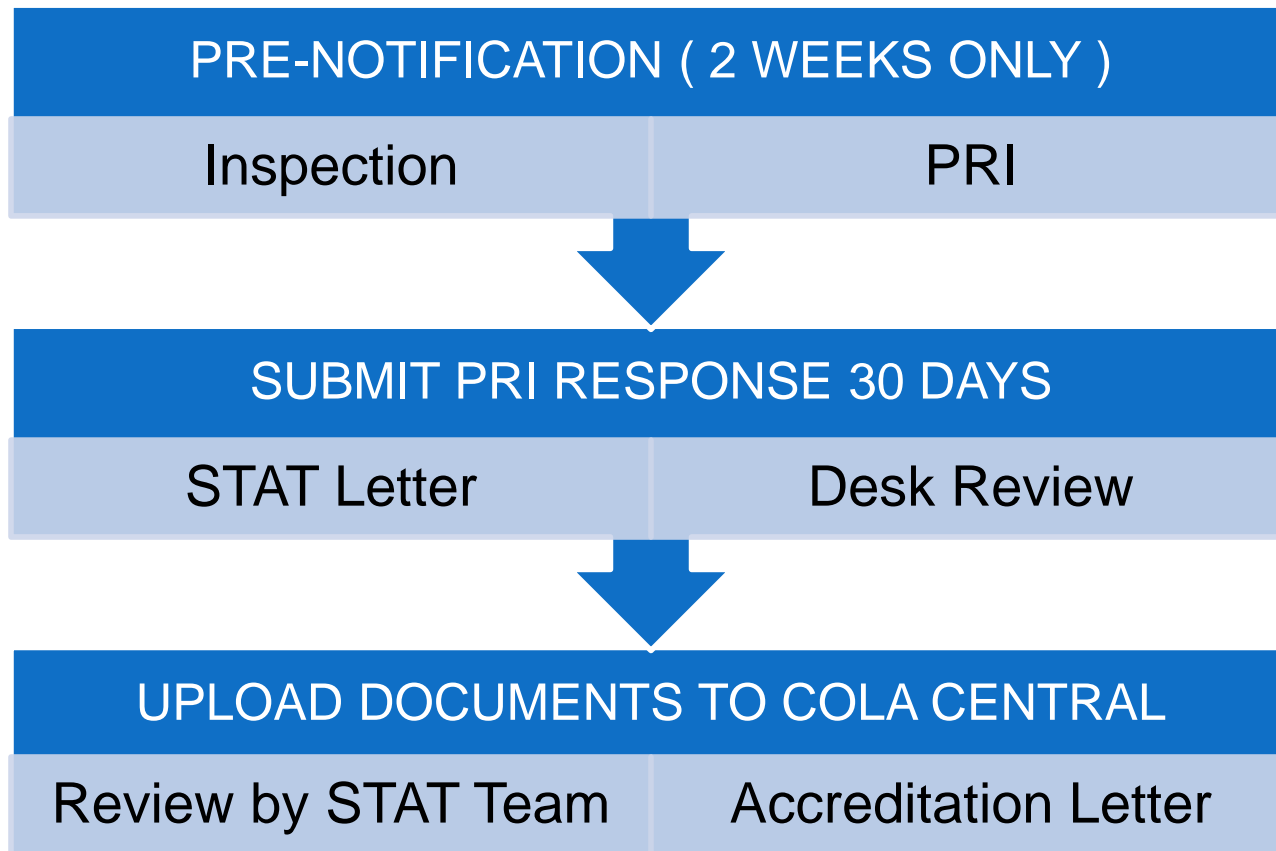 PRE-NOTIFICATION ( 2 WEEKS ONLY )
Inspection
PRI
SUBMIT PRI RESPONSE 30 DAYS
STAT Letter
Desk Review
UPLOAD DOCUMENTS TO COLA CENTRAL
Review by STAT Team
Accreditation Letter